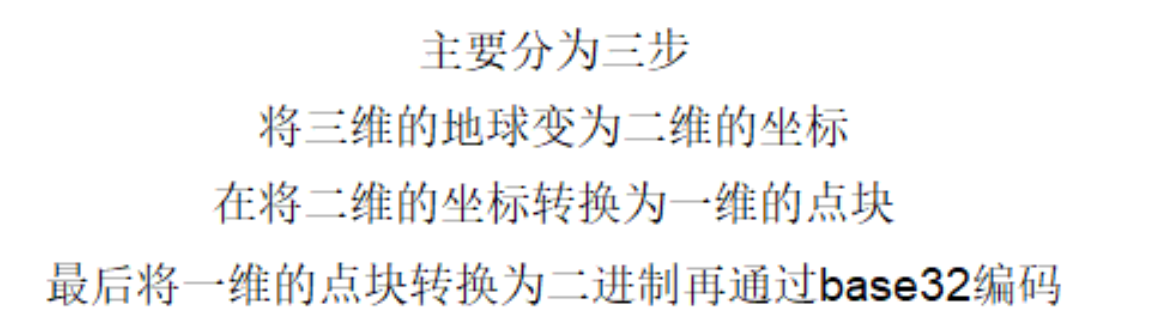 主要分为三步
将三维的地球变为二维的坐标
在将二维的坐标转换为一维的点块
最后将一维的点块转换为二进制再通过base32编码